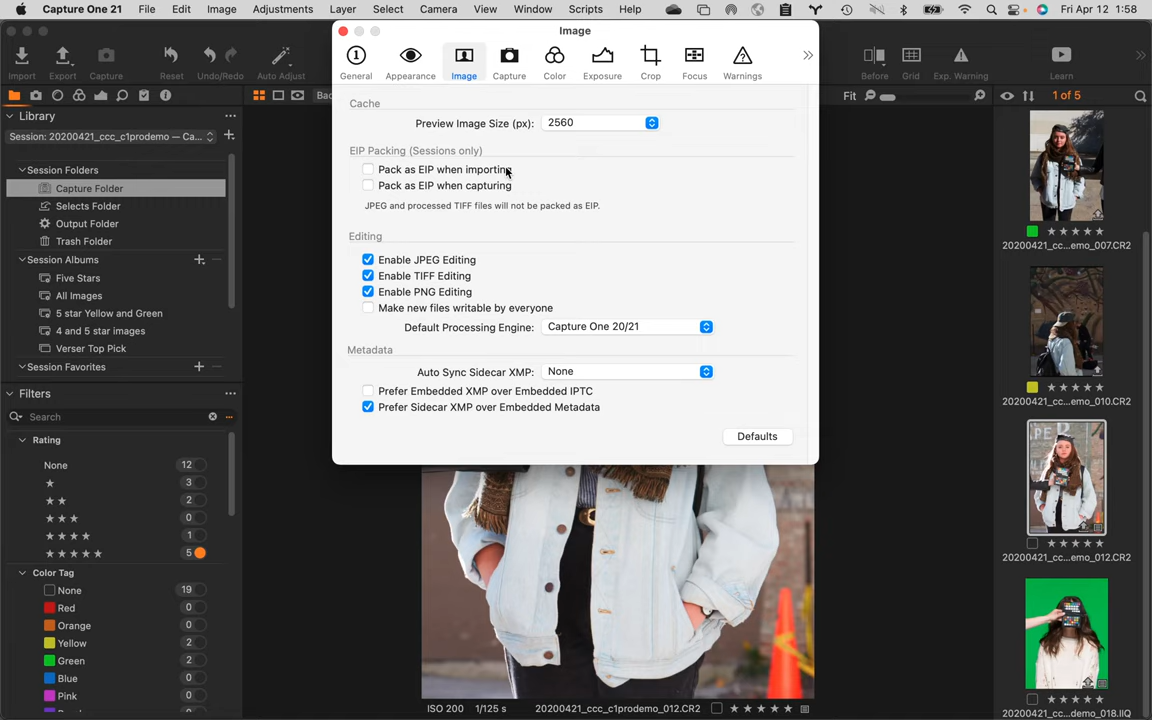 Capture One 21 File Edit Image Adjustments Layer Select Camera View Window Scripts Help Fri Apr 12 1:58
Image
Import Export Capture Reset Undo/Redo Auto Adjust
General Appearance Image Capture Color Exposure Crop Focus Warnings
Before Grid Exp. Warning Learn
Fit 1 of 5
Library
Session: 20200421_ccc_c1prodemo — Ca...
Session Folders
Capture Folder
Selects Folder
Output Folder
Trash Folder
Session Albums
Five Stars
All Images
5 star Yellow and Green
4 and 5 star images
Verser Top Pick
Session Favorites
Filters
Search
Rating
None 12
3
2
0
1
5
Color Tag
None 19
Red 0
Orange 0
Yellow 2
Green 2
Blue 0
Pink 0
Cache
Preview Image Size (px): 2560
EIP Packing (Sessions only)
Pack as EIP when importing
Pack as EIP when capturing
JPEG and processed TIFF files will not be packed as EIP.
Editing
Enable JPEG Editing
Enable TIFF Editing
Enable PNG Editing
Make new files writable by everyone
Default Processing Engine: Capture One 20/21
Metadata
Auto Sync Sidecar XMP: None
Prefer Embedded XMP over Embedded IPTC
Prefer Sidecar XMP over Embedded Metadata
Defaults
ISO 200 1/125 s 20200421_ccc_c1prodemo_012.CR2
20200421_cc...emo_007.CR2
20200421_cc...emo_010.CR2
20200421_cc...emo_012.CR2
20200421_cc...demo_018.IIQ